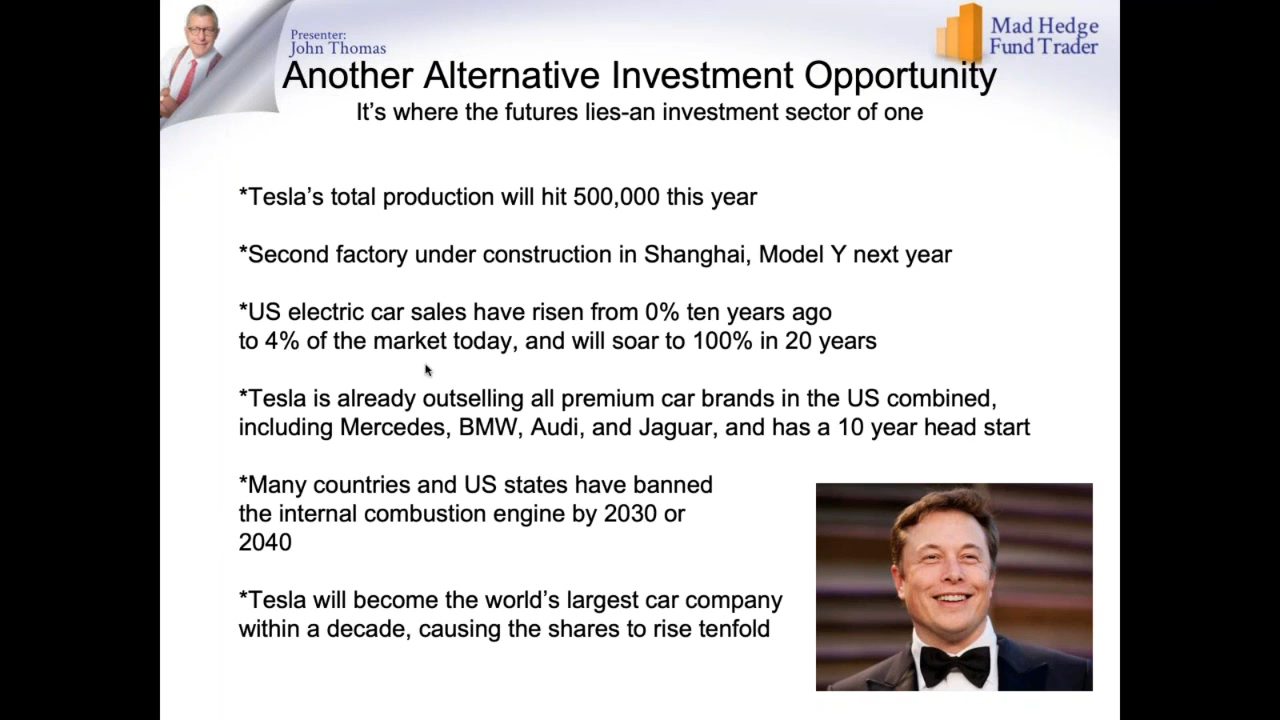 Presenter:
John Thomas
Mad Hedge
Fund Trader
Another Alternative Investment Opportunity
It's where the futures lies-an investment sector of one
*Tesla's total production will hit 500,000 this year
*Second factory under construction in Shanghai, Model Y next year
*US electric car sales have risen from 0% ten years ago
to 4% of the market today, and will soar to 100% in 20 years
*Tesla is already outselling all premium car brands in the US combined,
including Mercedes, BMW, Audi, and Jaguar, and has a 10 year head start
*Many countries and US states have banned
the internal combustion engine by 2030 or
2040
*Tesla will become the world's largest car company
within a decade, causing the shares to rise tenfold